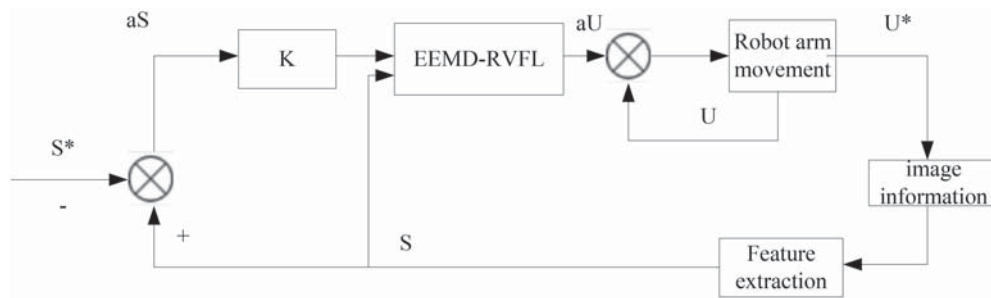 aS
K
EEMD-RVFL
aU
Robot arm
movement
U*
U
S*
-
+
S
image
information
Feature
extraction